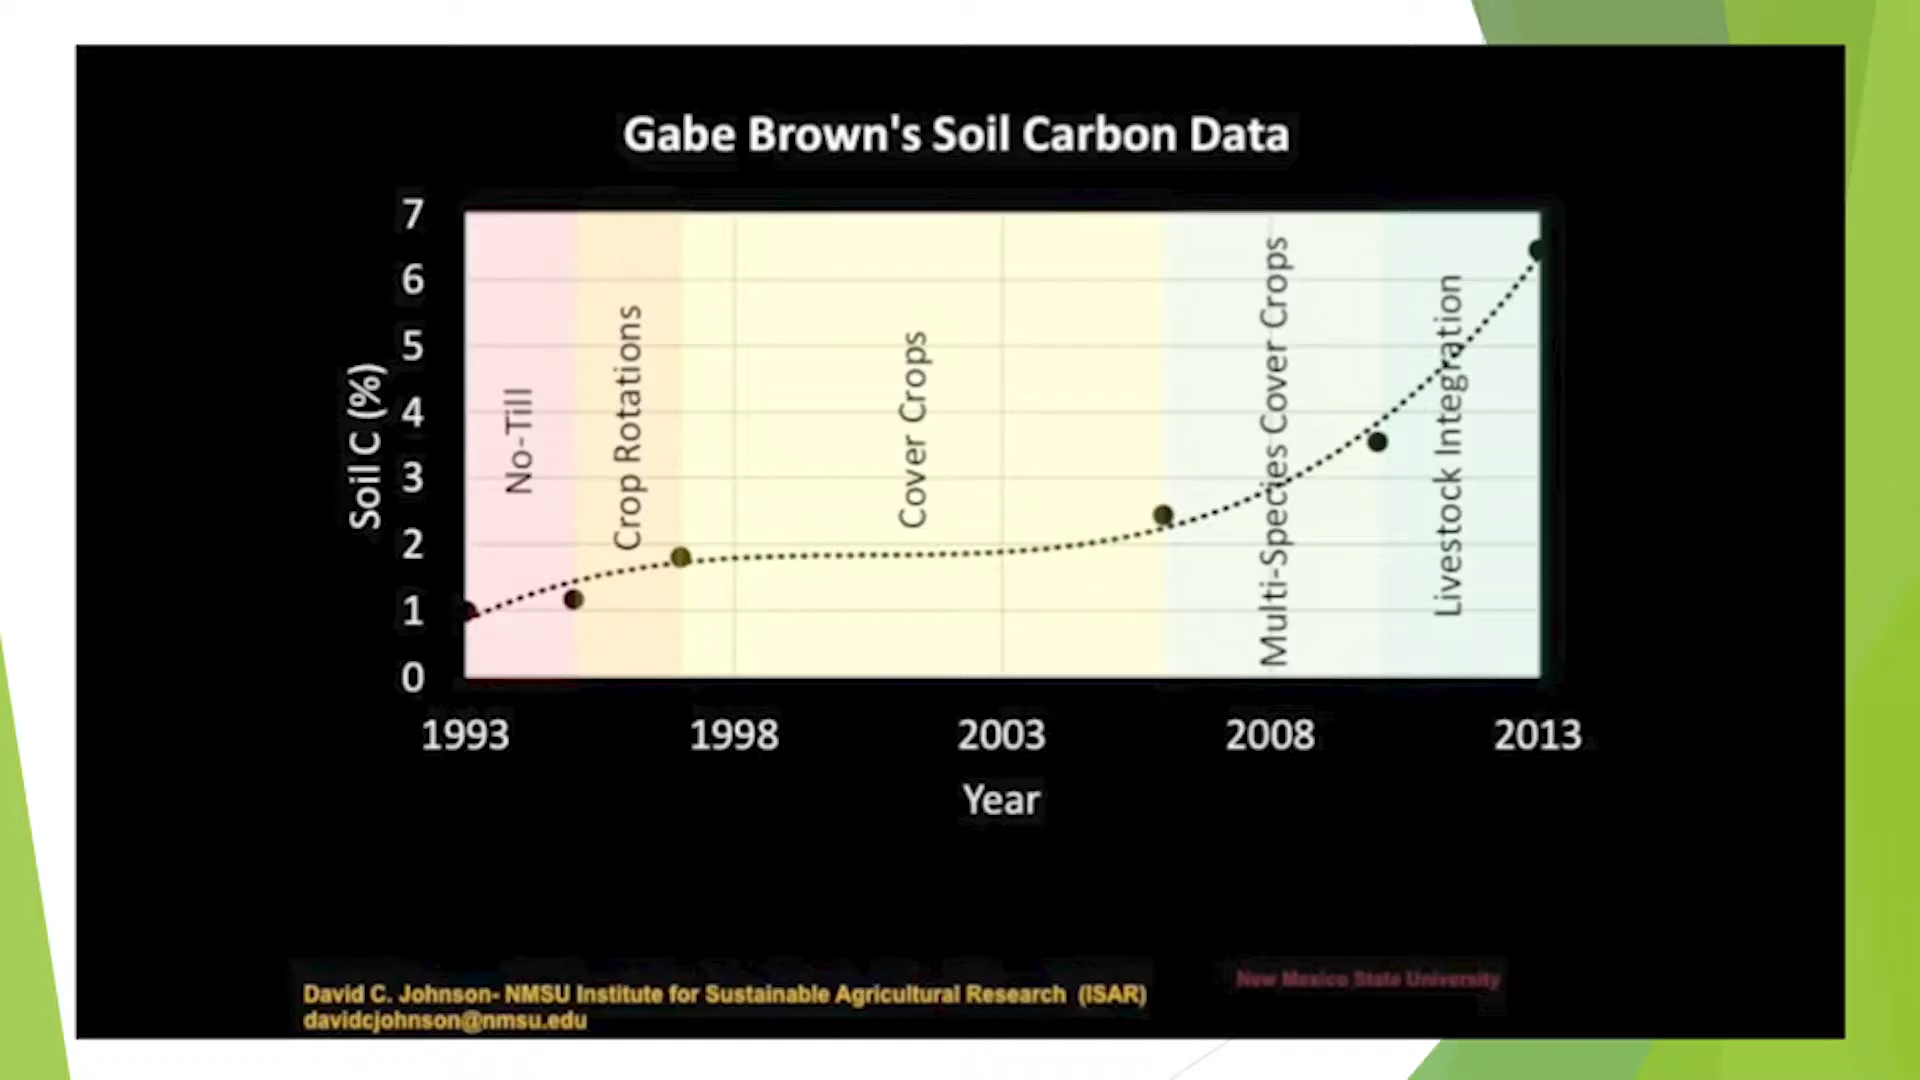 Gabe Brown's Soil Carbon Data
7
6
5
4
3
2
1
0
Soil C (%)
No-Till
Crop Rotations
Cover Crops
Multi-Species Cover Crops
Livestock Integration
1993 1998 2003 2008 2013
Year
David C. Johnson- NMSU Institute for Sustainable Agricultural Research (ISAR)
davidcjohnson@nmsu.edu
New Mexico State University